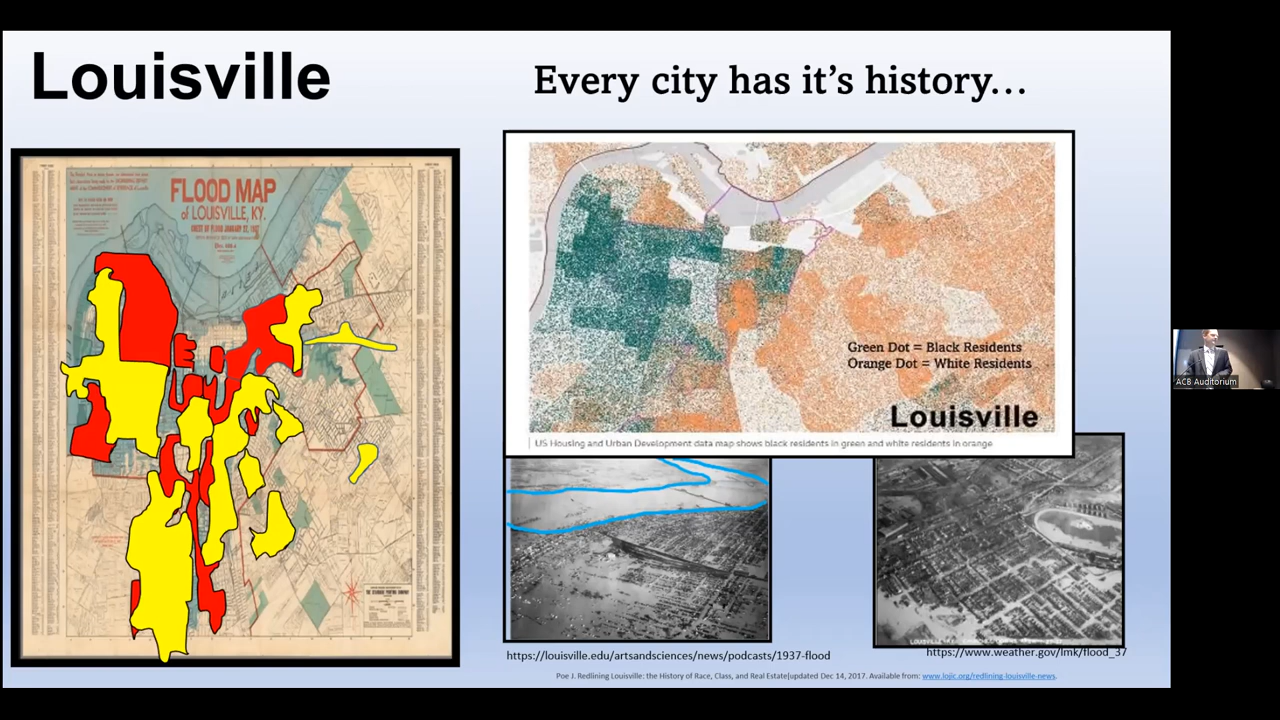 Louisville
Every city has it's history...
FLOOD MAP
of LOUISVILLE, KY.
Green Dot = Black Residents
Orange Dot = White Residents
Louisville
US Housing and Urban Development data map shows black residents in green and white residents in orange
ACB Auditorium
https://louisville.edu/artsandsciences/news/podcasts/1937-flood
https://www.weather.gov/lmk/flood_37
Poe J. Redlining Louisville: the History of Race, Class, and Real Estate|updated Dec 14, 2017. Available from: www.lojic.org/redlining-louisville-news.